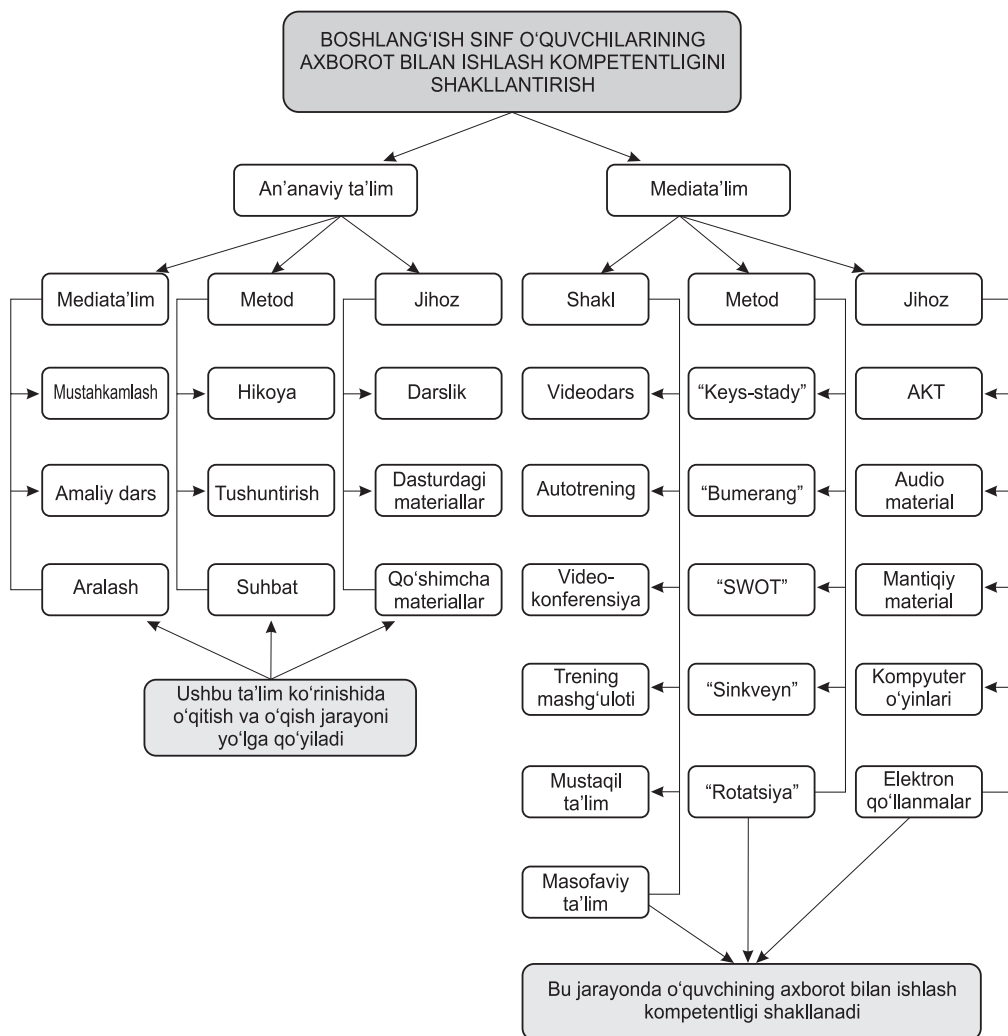 BOSHLANG‘ISH SINF O‘QUVCHILARINING
AXBOROT BILAN ISHLASH KOMPETENTLIGINI
SHAKLLANTIRISH
An’anaviy ta’lim
Mediata’lim
Mediata’lim
Metod
Jihoz
Shakl
Metod
Jihoz
Mustahkamlash
Hikoya
Darslik
Videodars
“Keys-stady”
AKT
Amaliy dars
Tushuntirish
Dasturdagi
materiallar
Autotrening
“Bumerang”
Audio
material
Aralash
Suhbat
Qo‘shimcha
materiallar
Video-
konferensiya
“SWOT”
Mantiqiy
material
Ushbu ta’lim ko‘rinishida
o‘qitish va o‘qish jarayoni
yo‘lga qo‘yiladi
Trening
mashg‘uloti
“Sinkveyn”
Kompyuter
o‘yinlari
Mustaqil
ta’lim
“Rotatsiya”
Elektron
qo‘llanmalar
Masofaviy
ta’lim
Bu jarayonda o‘quvchining axborot bilan ishlash
kompetentligi shakllanadi